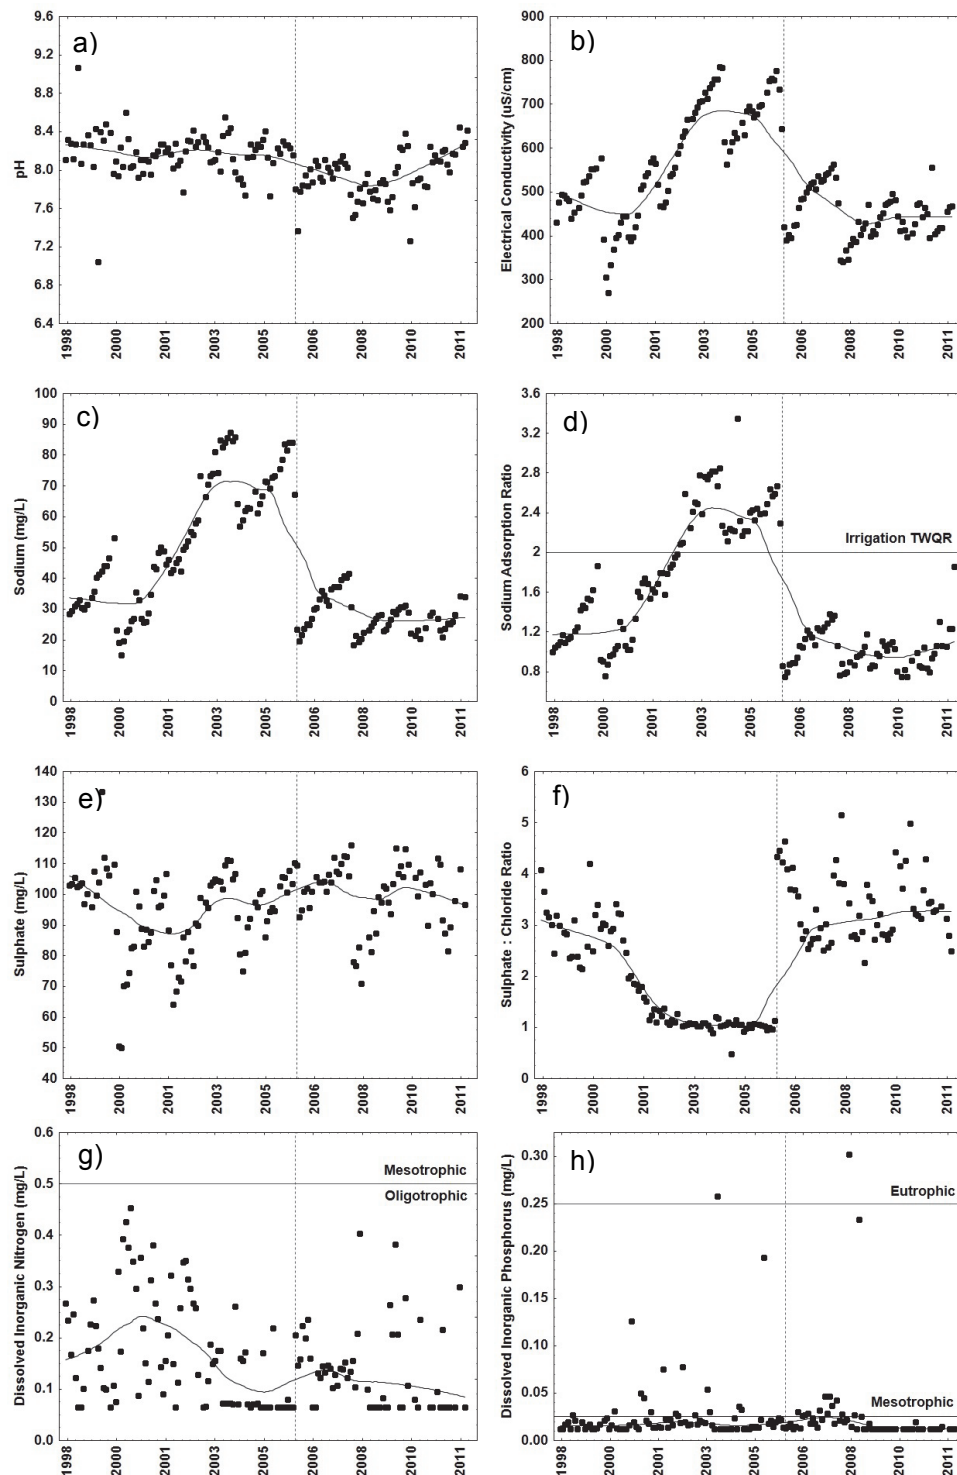 a)
pH
9.6
9.2
8.8
8.4
8.0
7.6
7.2
6.8
6.4
1998 2000 2001 2003 2005 2006 2008 2010 2011
b)
Electrical Conductivity (uS/cm)
900
800
700
600
500
400
300
200
1998 2000 2001 2003 2005 2006 2008 2010 2011
c)
Sodium (mg/L)
100
90
80
70
60
50
40
30
20
10
0
1998 2000 2001 2003 2005 2006 2008 2010 2011
d)
Sodium Adsorption Ratio
3.6
3.2
2.8
2.4
2
1.6
1.2
0.8
Irrigation TWQR
1998 2000 2001 2003 2005 2006 2008 2010 2011
e)
Sulphate (mg/L)
140
130
120
110
100
90
80
70
60
50
40
1998 2000 2001 2003 2005 2006 2008 2010 2011
f)
Sulphate : Chloride Ratio
6
5
4
3
2
1
0
1998 2000 2001 2003 2005 2006 2008 2010 2011
g)
Dissolved Inorganic Nitrogen (mg/L)
0.6
0.5
0.4
0.3
0.2
0.1
0.0
Mesotrophic
Oligotrophic
1998 2000 2001 2003 2005 2006 2008 2010 2011
h)
Dissolved Inorganic Phosphorus (mg/L)
0.30
0.25
0.20
0.15
0.10
0.05
0.00
Eutrophic
Mesotrophic
1998 2000 2001 2003 2005 2006 2008 2010 2011